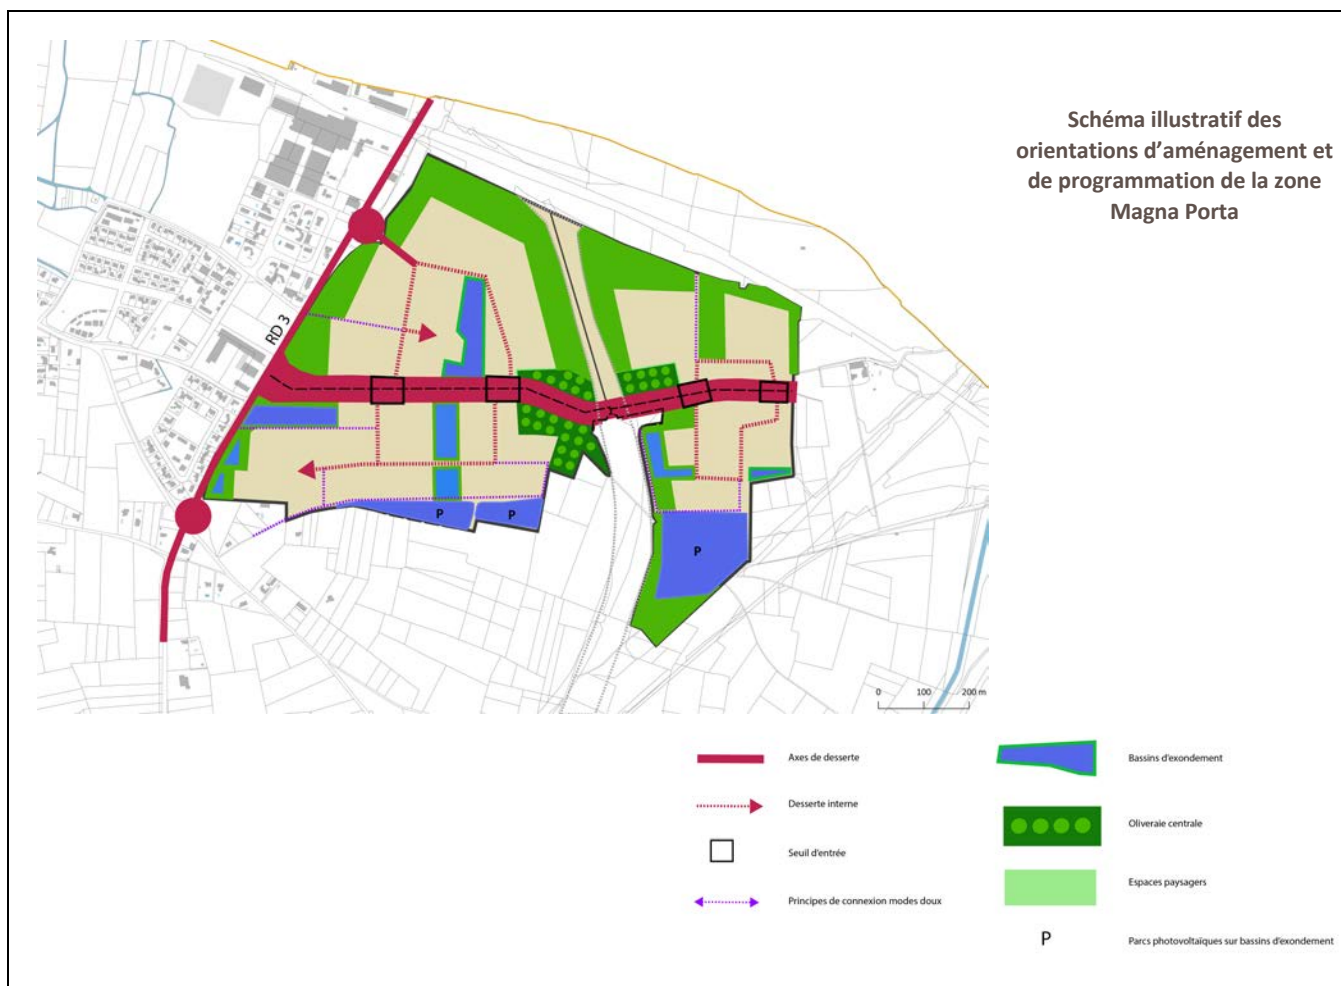 Schéma illustratif des
orientations d'aménagement et
de programmation de la zone
Magna Porta
RD 3
P
P
P
0 100 200 m
Axes de desserte
Desserte interne
Seuil d'entrée
Principes de connexion modes doux
Bassins d'exondement
Oliveraie centrale
Espaces paysagers
P
Parcs photovoltaïques sur bassins d'exondement